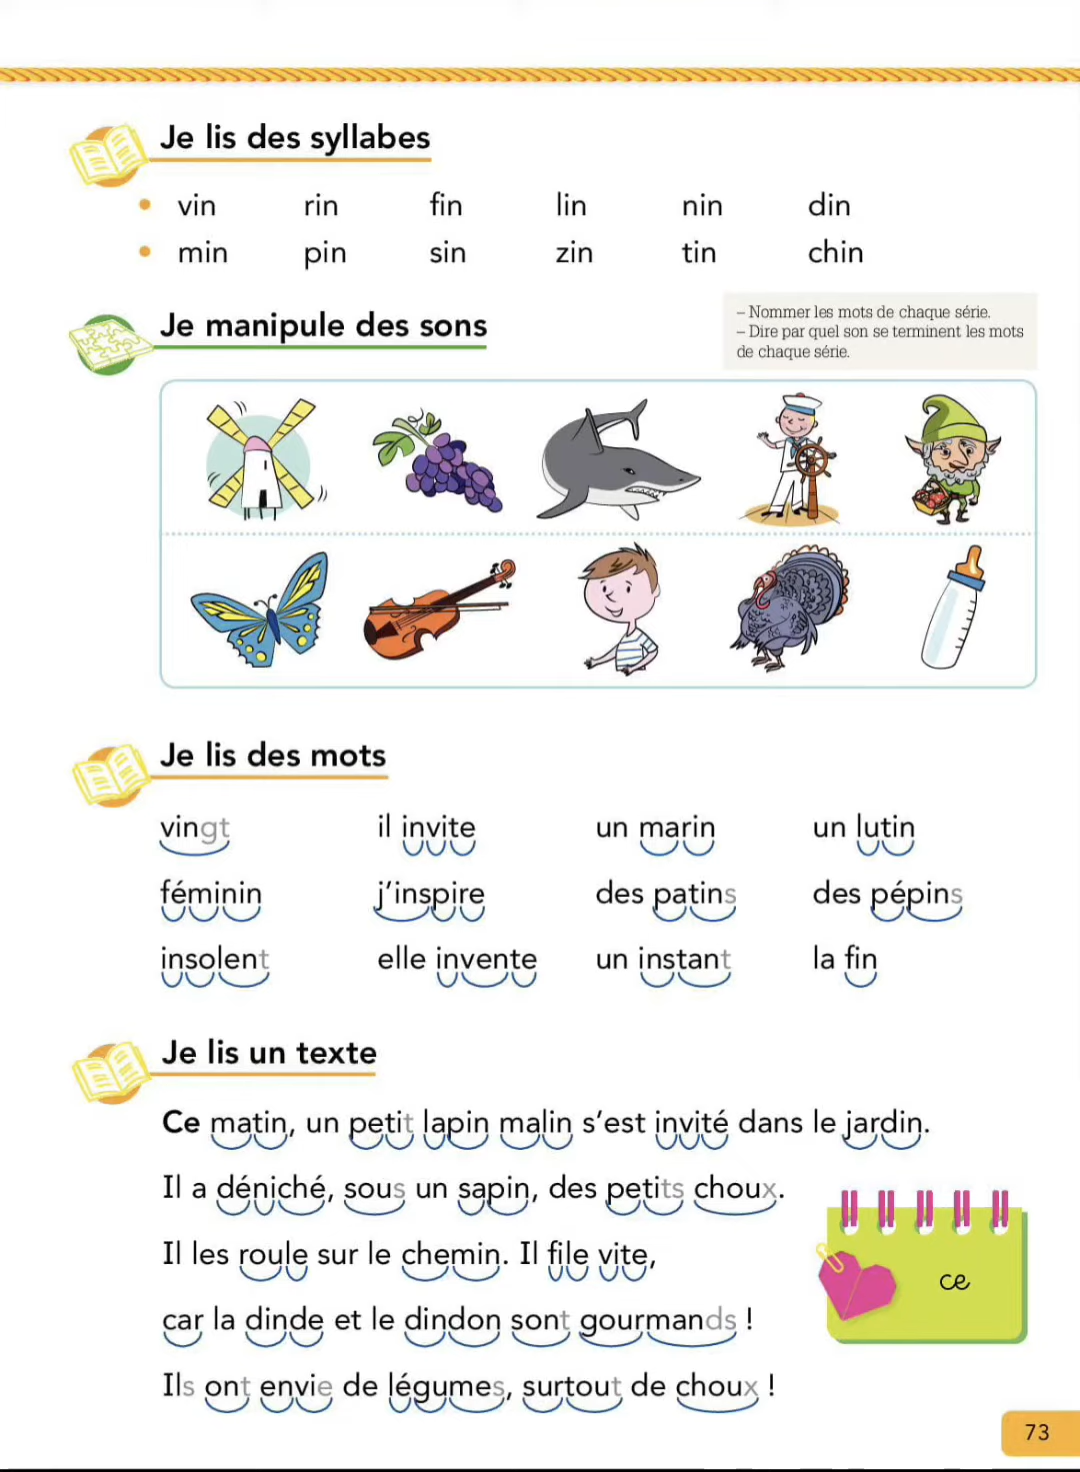 Je lis des syllabes
• vin rin fin lin nin din
• min pin sin zin tin chin
Je manipule des sons
– Nommer les mots de chaque série.
– Dire par quel son se terminent les mots
de chaque série.
Je lis des mots
vingt il invite un marin un lutin
féminin j'inspire des patins des pépins
insolent elle invente un instant la fin
Je lis un texte
Ce matin, un petit lapin malin s'est invité dans le jardin.
Il a déniché, sous un sapin, des petits choux.
Il les roule sur le chemin. Il file vite,
car la dinde et le dindon sont gourmands !
Ils ont envie de légumes, surtout de choux !
ce
73